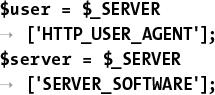 $user = $_SERVER
→ ['HTTP_USER_AGENT'];
$server = $_SERVER
→ ['SERVER_SOFTWARE'];